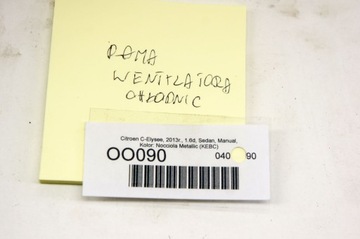 RAMA
WENTYLATORA
CHŁODNIC
Citroen C-Elysee, 2013r., 1.6d, Sedan, Manual,
Kolor: Nocciola Metallic (KEBC)
OO090 040 90